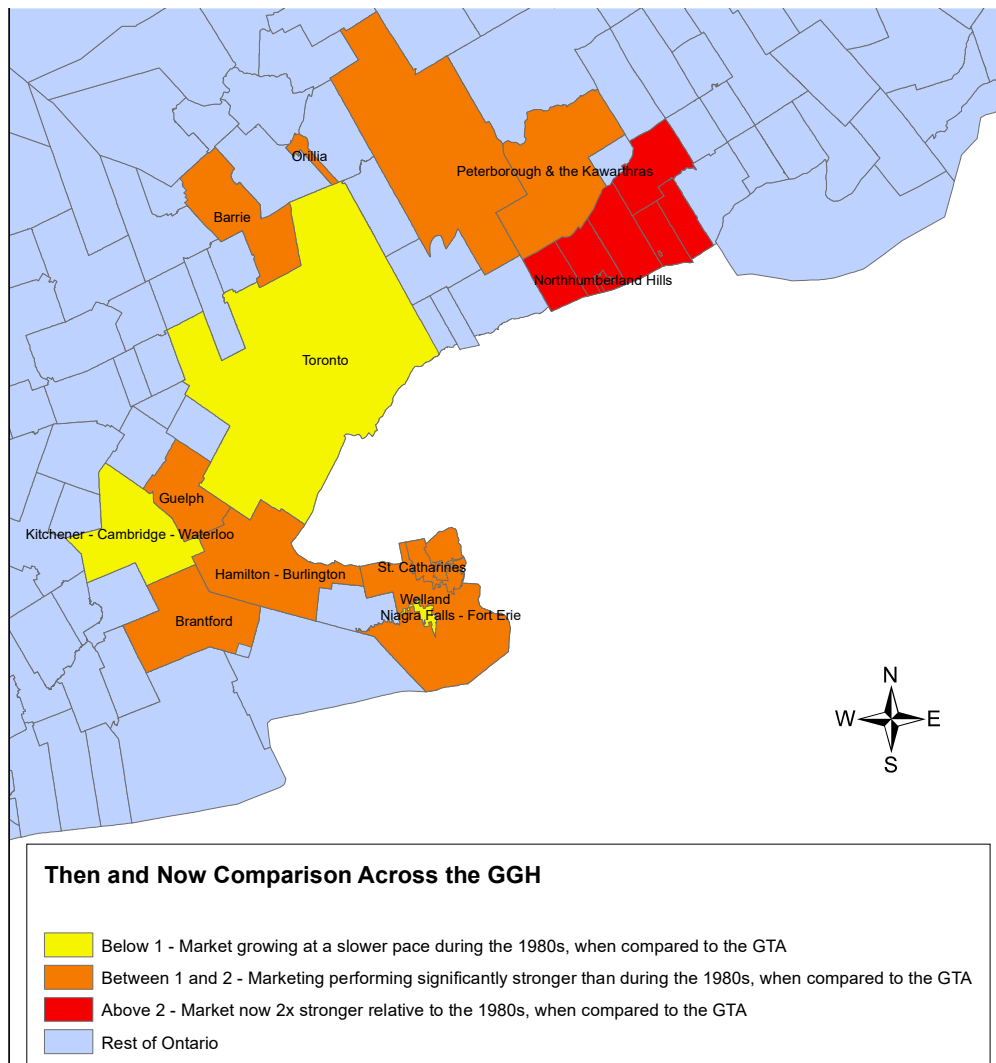 Orillia
Peterborough & the Kawarthras
Barrie
Northhumberland Hills
Toronto
Guelph
Kitchener - Cambridge - Waterloo
St. Catharines
Hamilton - Burlington
Welland
Niagra Falls - Fort Erie
Brantford
N
W
E
S
Then and Now Comparison Across the GGH
Below 1 - Market growing at a slower pace during the 1980s, when compared to the GTA
Between 1 and 2 - Marketing performing significantly stronger than during the 1980s, when compared to the GTA
Above 2 - Market now 2x stronger relative to the 1980s, when compared to the GTA
Rest of Ontario